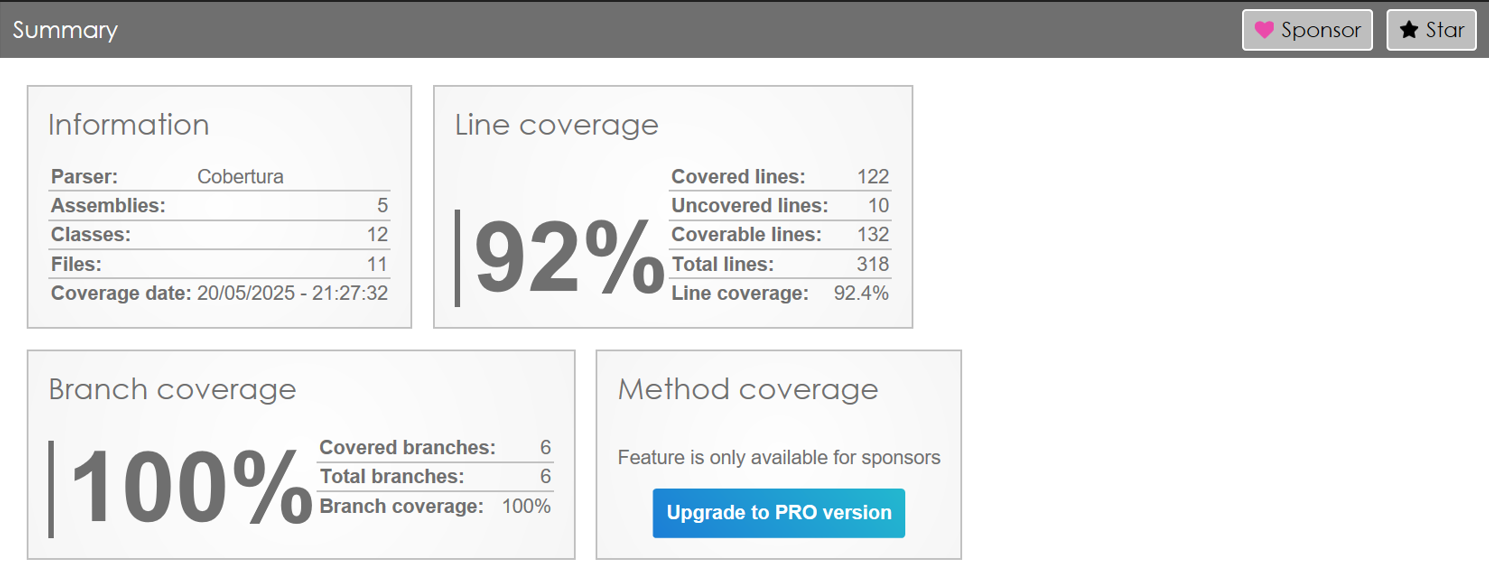 Summary
Sponsor
Star
Information
Parser: Cobertura
Assemblies: 5
Classes: 12
Files: 11
Coverage date: 20/05/2025 - 21:27:32
Line coverage
92%
Covered lines: 122
Uncovered lines: 10
Coverable lines: 132
Total lines: 318
Line coverage: 92.4%
Branch coverage
100%
Covered branches: 6
Total branches: 6
Branch coverage: 100%
Method coverage
Feature is only available for sponsors
Upgrade to PRO version